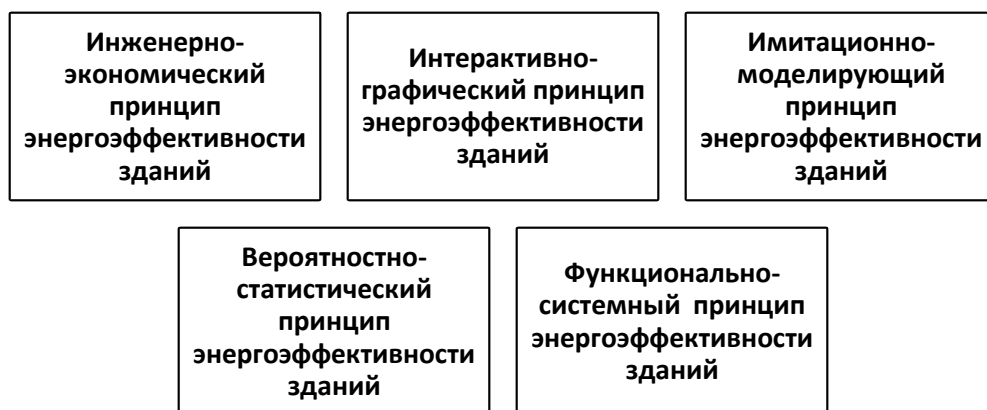 Инженерно-
экономический
принцип
энергоэффективности
зданий
Интерактивно-
графический принцип
энергоэффективности
зданий
Имитационно-
моделирующий
принцип
энергоэффективности
зданий
Вероятностно-
статистический
принцип
энергоэффективности
зданий
Функционально-
системный принцип
энергоэффективности
зданий